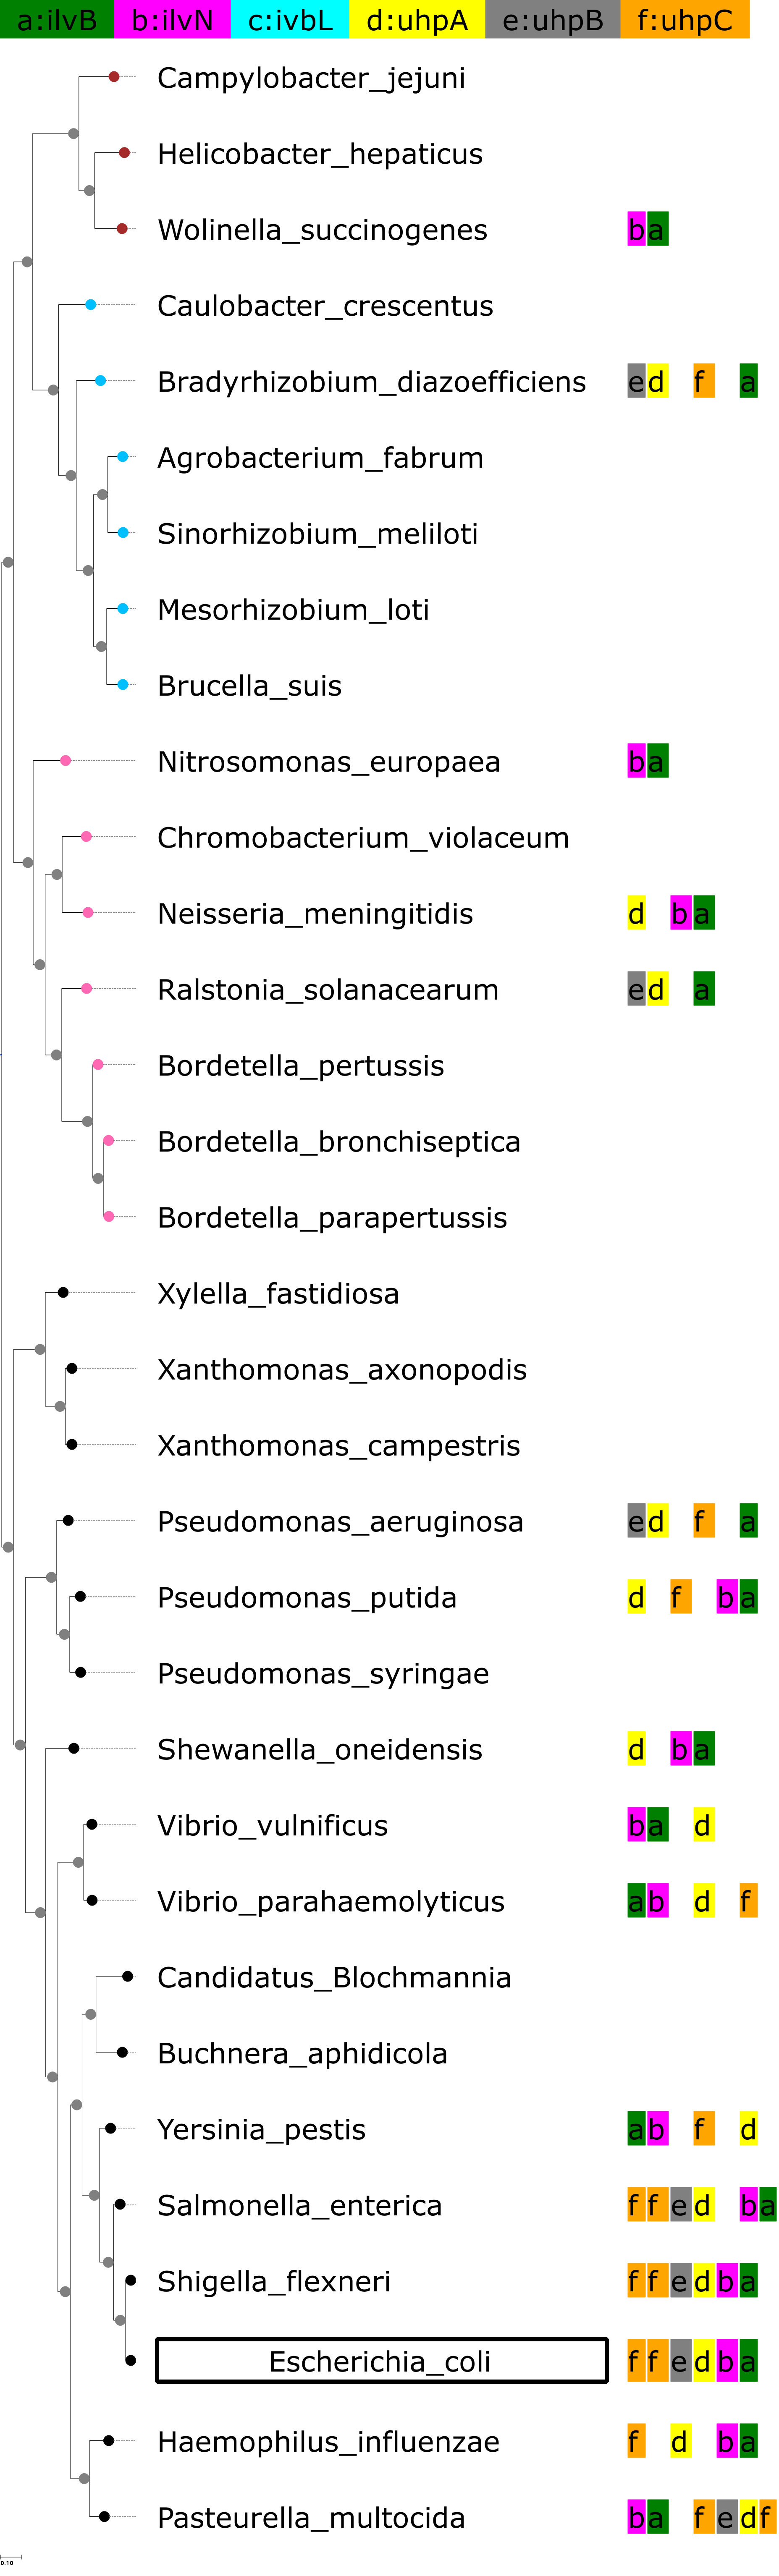 a:ilvB b:ilvN c:ivbL d:uhpA e:uhpB f:uhpC
Campylobacter_jejuni
Helicobacter_hepaticus
Wolinella_succinogenes b a
Caulobacter_crescentus
Bradyrhizobium_diazoefficiens e d f a
Agrobacterium_fabrum
Sinorhizobium_meliloti
Mesorhizobium_loti
Brucella_suis
Nitrosomonas_europaea b a
Chromobacterium_violaceum
Neisseria_meningitidis d b a
Ralstonia_solanacearum e d a
Bordetella_pertussis
Bordetella_bronchiseptica
Bordetella_parapertussis
Xylella_fastidiosa
Xanthomonas_axonopodis
Xanthomonas_campestris
Pseudomonas_aeruginosa e d f a
Pseudomonas_putida d f b a
Pseudomonas_syringae
Shewanella_oneidensis d b a
Vibrio_vulnificus b a d
Vibrio_parahaemolyticus a b d f
Candidatus_Blochmannia
Buchnera_aphidicola
Yersinia_pestis a b f d
Salmonella_enterica f f e d b a
Shigella_flexneri f f e d b a
Escherichia_coli f f e d b a
Haemophilus_influenzae f d b a
Pasteurella_multocida b a f e d f
0.10